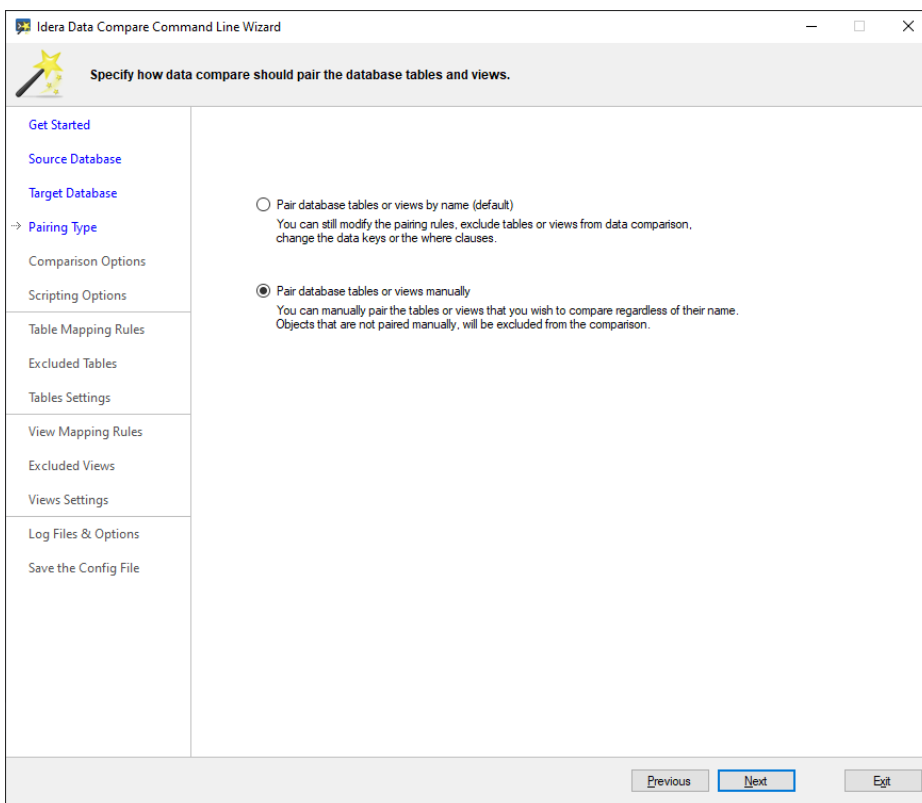 Idera Data Compare Command Line Wizard
Specify how data compare should pair the database tables and views.
Get Started
Source Database
Target Database
Pairing Type
Comparison Options
Scripting Options
Table Mapping Rules
Excluded Tables
Tables Settings
View Mapping Rules
Excluded Views
Views Settings
Log Files & Options
Save the Config File
Pair database tables or views by name (default)
You can still modify the pairing rules, exclude tables or views from data comparison,
change the data keys or the where clauses.
Pair database tables or views manually
You can manually pair the tables or views that you wish to compare regardless of their name.
Objects that are not paired manually, will be excluded from the comparison.
Previous
Next
Exit